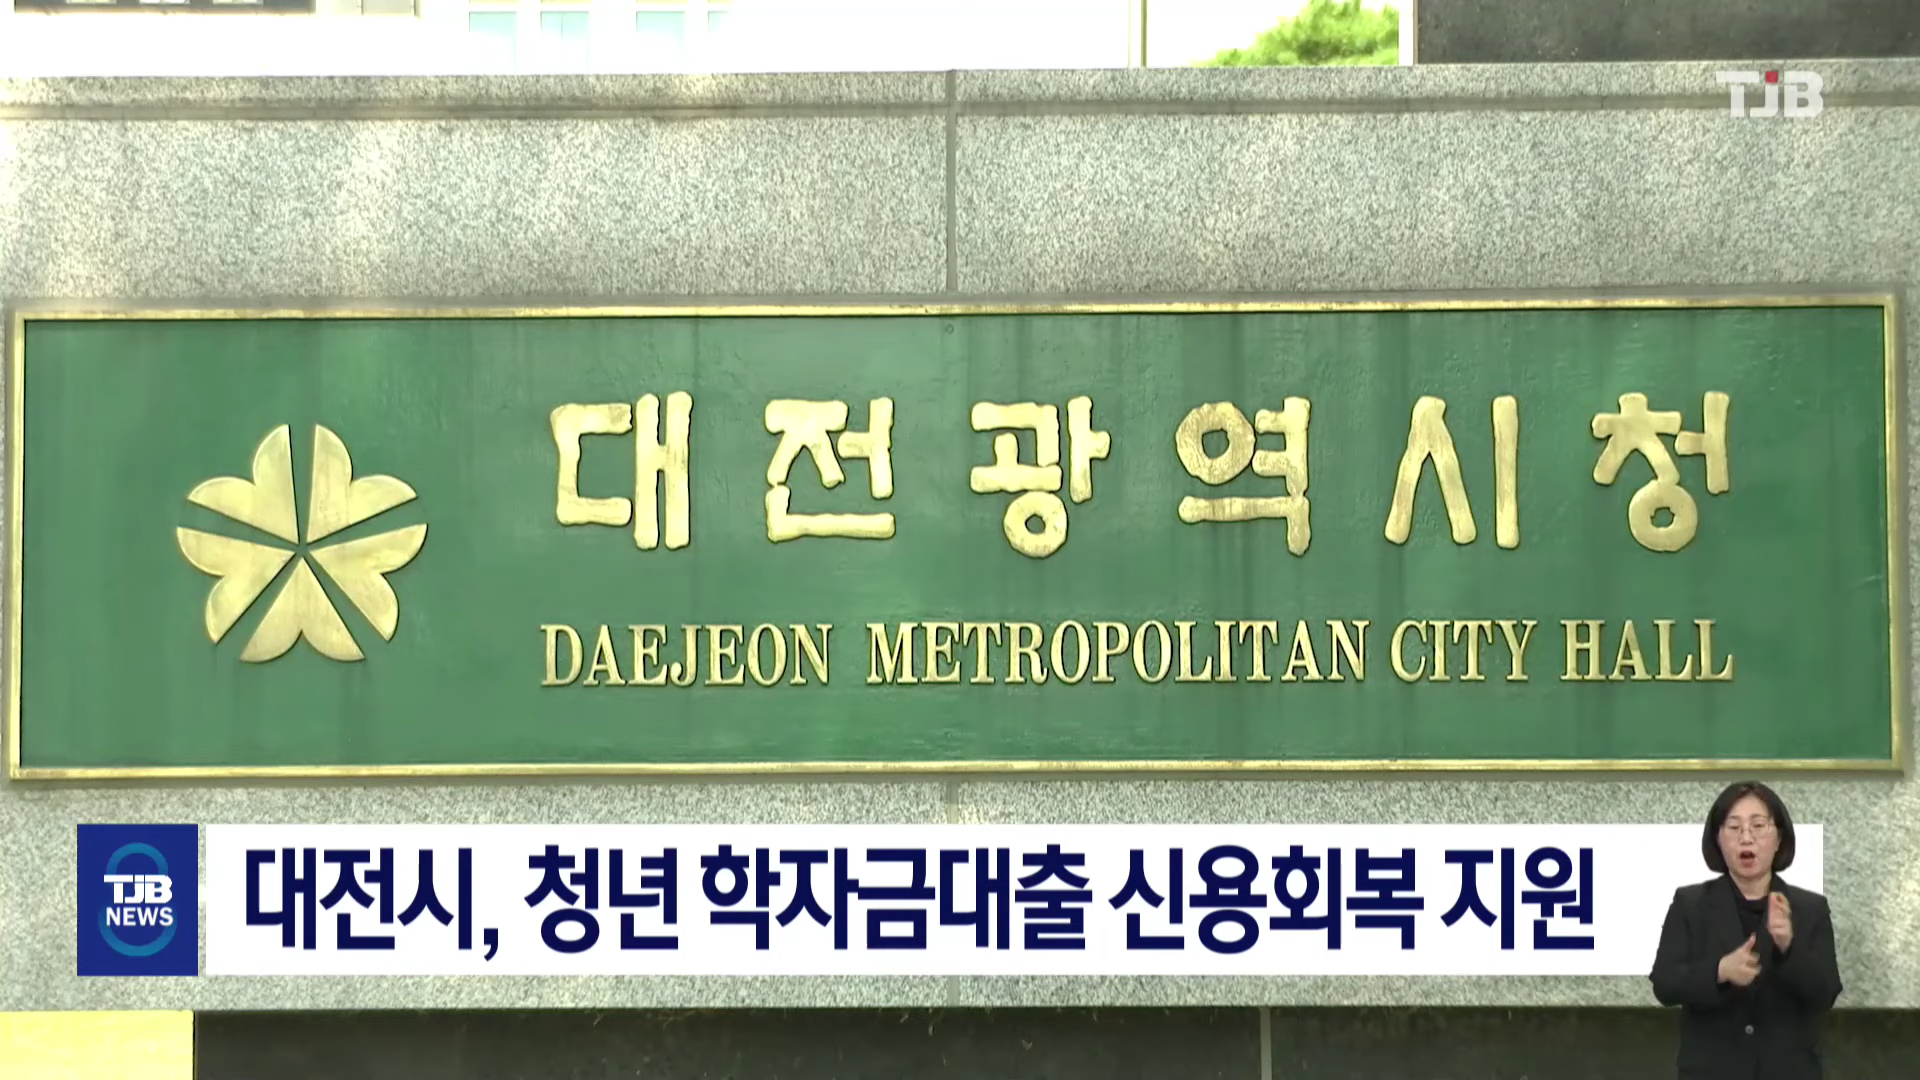 TJB
대전광역시청
DAEJEON METROPOLITAN CITY HALL
TJB
NEWS
대전시, 청년 학자금대출 신용회복 지원